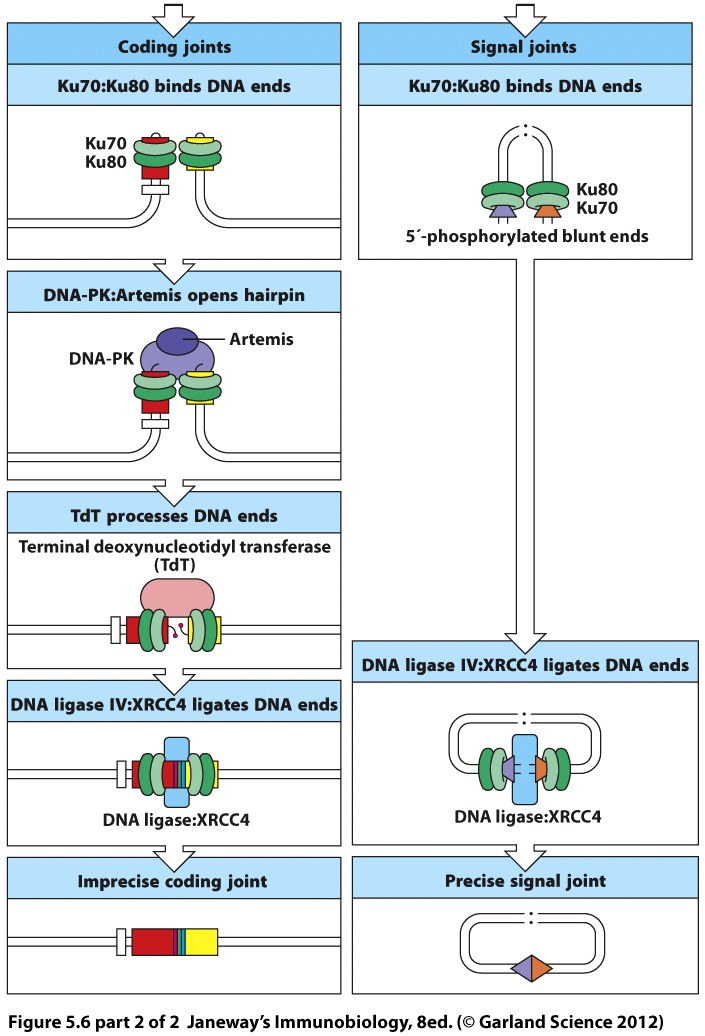 Coding joints
Ku70:Ku80 binds DNA ends
Ku70
Ku80
DNA-PK:Artemis opens hairpin
Artemis
DNA-PK
TdT processes DNA ends
Terminal deoxynucleotidyl transferase
(TdT)
DNA ligase IV:XRCC4 ligates DNA ends
DNA ligase:XRCC4
Imprecise coding joint
Signal joints
Ku70:Ku80 binds DNA ends
Ku80
Ku70
5´-phosphorylated blunt ends
DNA ligase IV:XRCC4 ligates DNA ends
DNA ligase:XRCC4
Precise signal joint
Figure 5.6 part 2 of 2 Janeway’s Immunobiology, 8ed. (© Garland Science 2012)